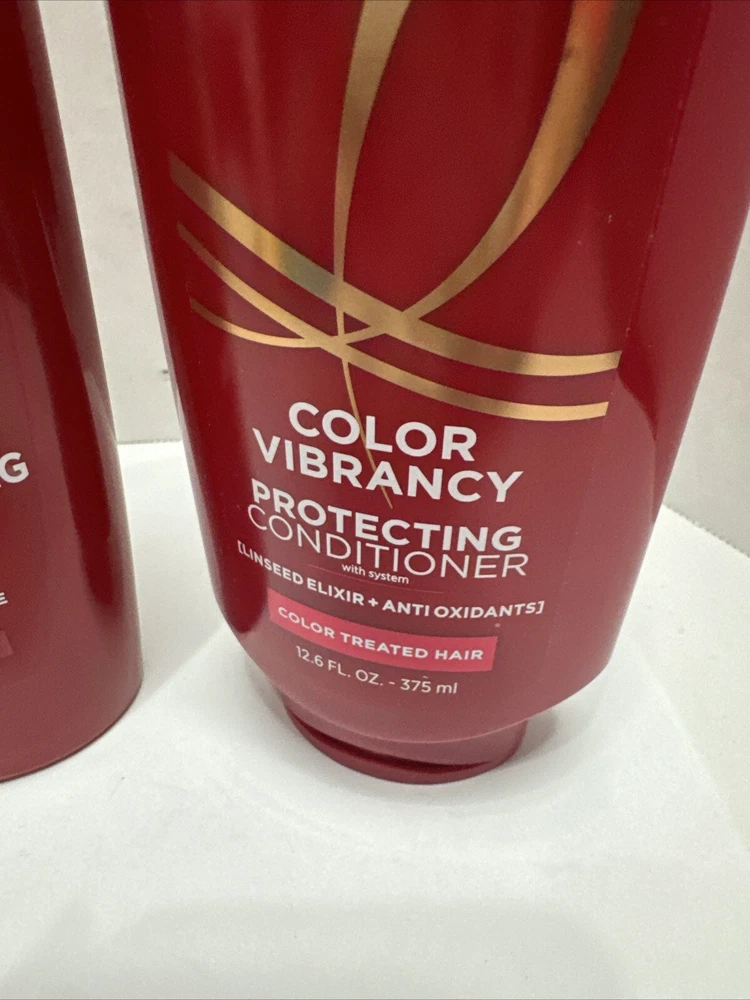 COLOR
VIBRANCY
PROTECTING
CONDITIONER
with system
[LINSEED ELIXIR + ANTI OXIDANTS]
COLOR TREATED HAIR
12.6 FL. OZ. - 375 ml